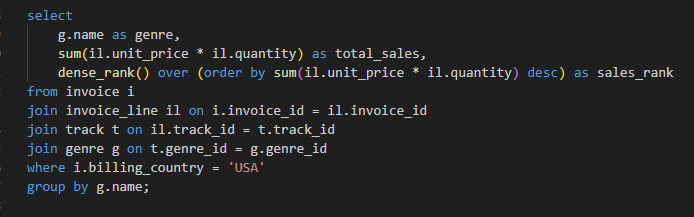 select
    g.name as genre,
    sum(il.unit_price * il.quantity) as total_sales,
    dense_rank() over (order by sum(il.unit_price * il.quantity) desc) as sales_rank
from invoice i
join invoice_line il on i.invoice_id = il.invoice_id
join track t on il.track_id = t.track_id
join genre g on t.genre_id = g.genre_id
where i.billing_country = 'USA'
group by g.name;